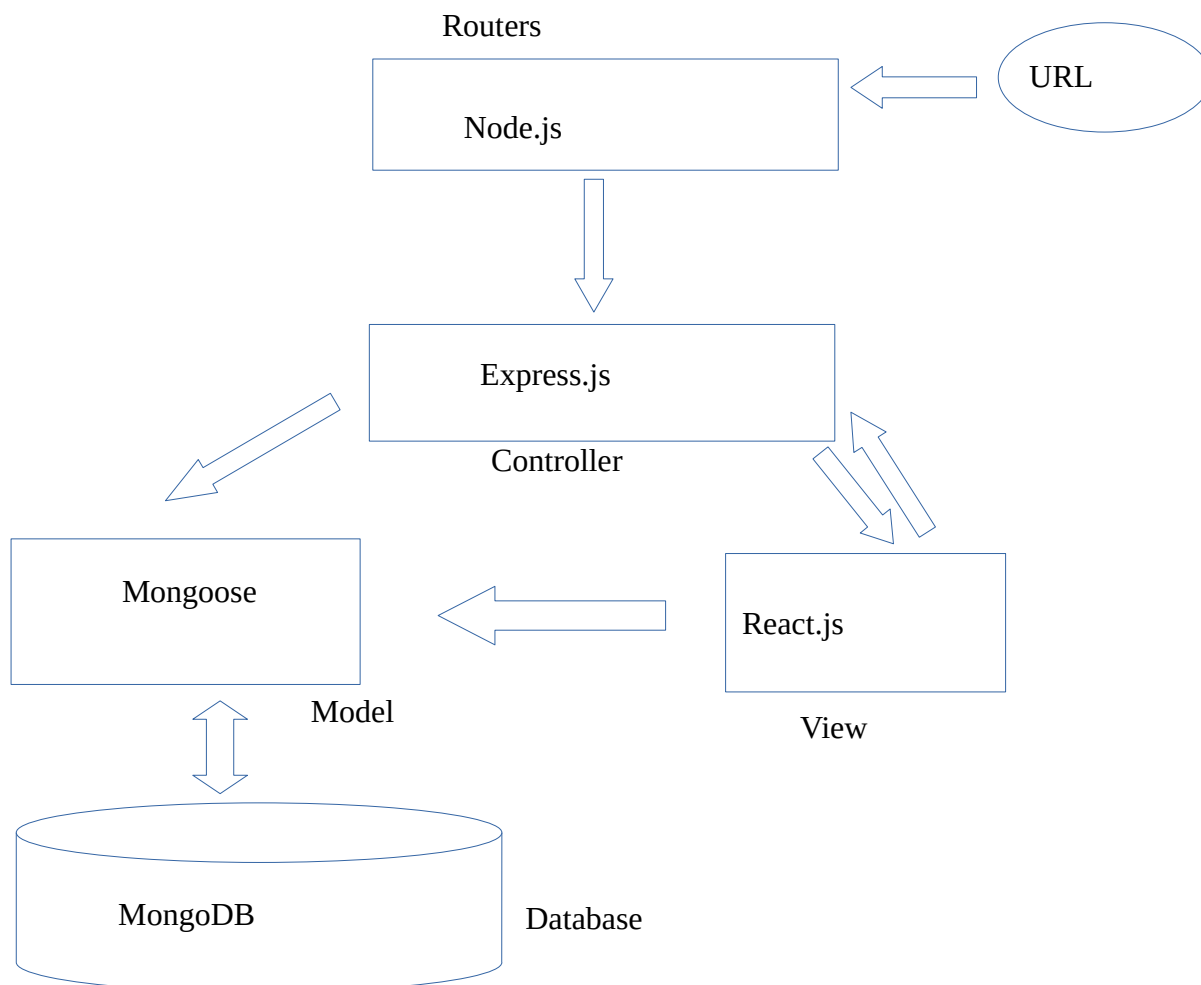 Routers
URL
Node.js
Express.js
Controller
Mongoose
React.js
Model
View
MongoDB
Database